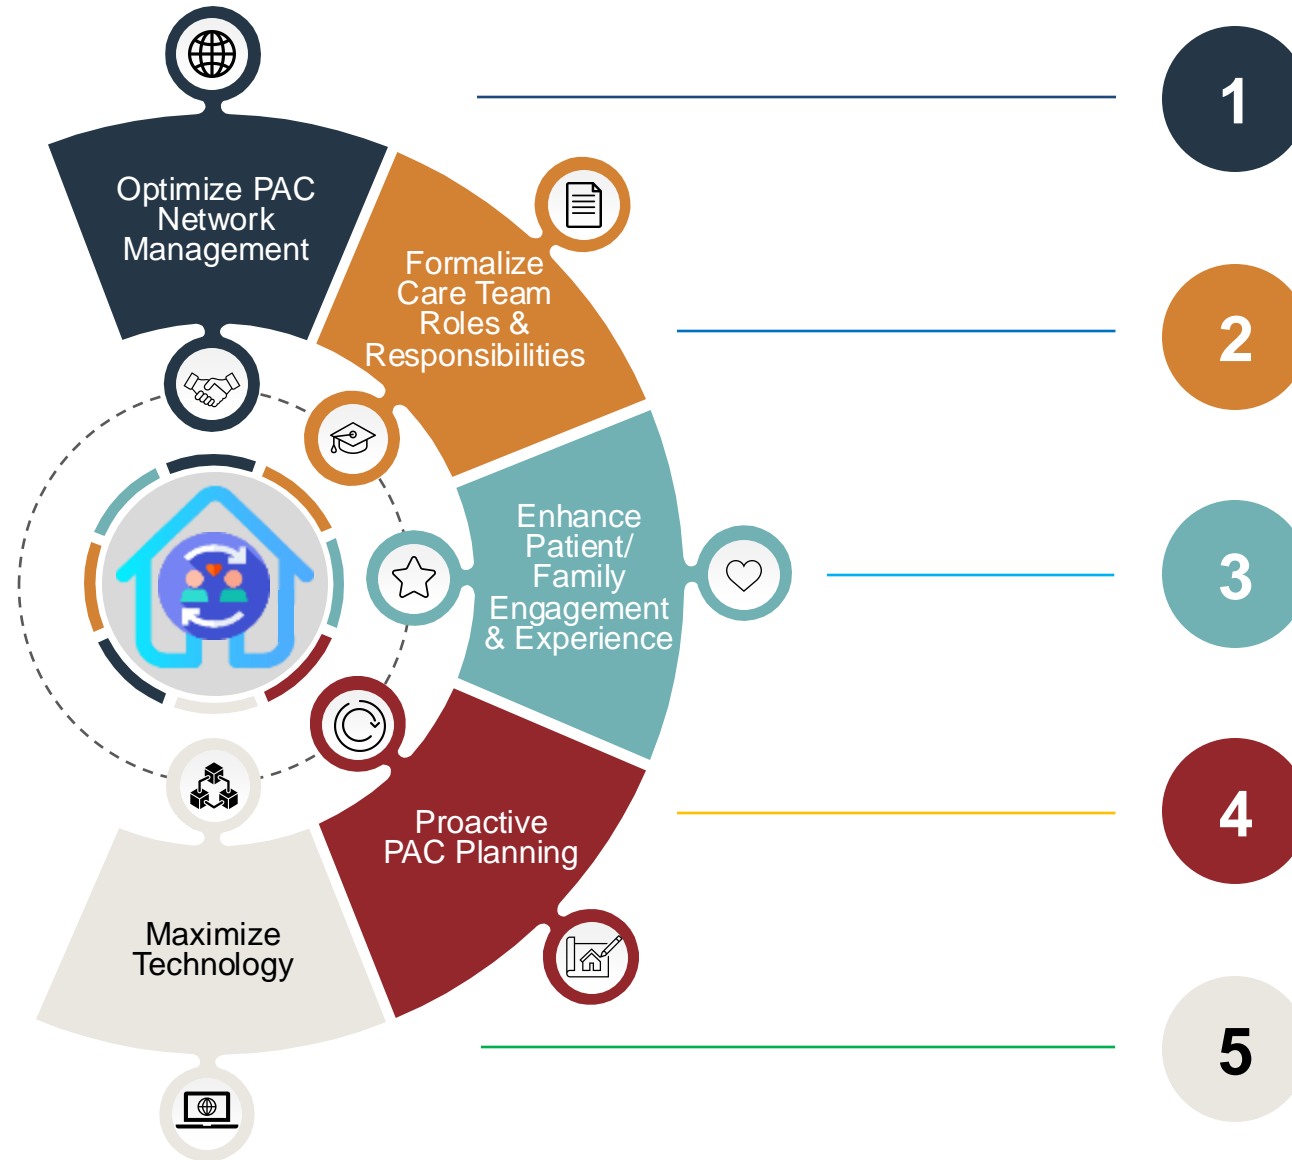 1
Optimize PAC
Network
Management
2
Formalize
Care Team
Roles &
Responsibilities
3
Enhance
Patient/
Family
Engagement
& Experience
4
Proactive
PAC Planning
5
Maximize
Technology